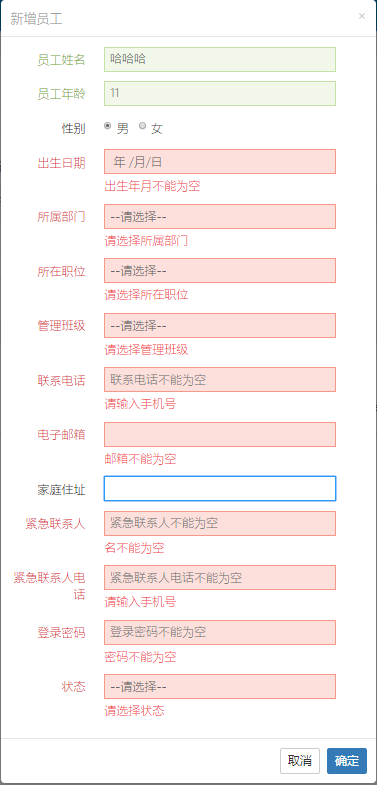 新增员工 ×
员工姓名 哈哈哈
员工年龄 11
性别 男 女
出生日期 年 /月/日
出生年月不能为空
所属部门 --请选择--
请选择所属部门
所在职位 --请选择--
请选择所在职位
管理班级 --请选择--
请选择管理班级
联系电话 联系电话不能为空
请输入手机号
电子邮箱
邮箱不能为空
家庭住址
紧急联系人 紧急联系人不能为空
名不能为空
紧急联系人电 紧急联系人电话不能为空
话 请输入手机号
登录密码 登录密码不能为空
密码不能为空
状态 --请选择--
请选择状态
取消 确定